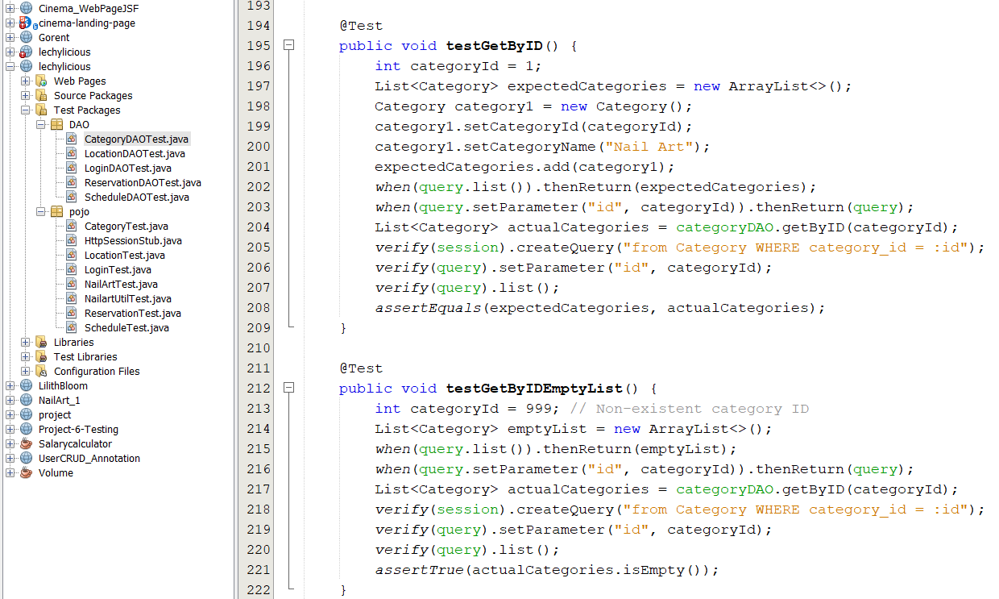 Cinema_WebPageJSF
cinema-landing-page
Gorent
lechylicious
lechylicious
Web Pages
Source Packages
Test Packages
DAO
CategoryDAOTest.java
LocationDAOTest.java
LoginDAOTest.java
ReservationDAOTest.java
ScheduleDAOTest.java
pojo
CategoryTest.java
HttpSessionStub.java
LocationTest.java
LoginTest.java
NailArtTest.java
NailartUtilTest.java
ReservationTest.java
ScheduleTest.java
Libraries
Test Libraries
Configuration Files
LilithBloom
NailArt_1
project
Project-6-Testing
Salarycalculator
UserCRUD_Annotation
Volume
193
194 @Test
195 public void testGetByID() {
196 int categoryId = 1;
197 List<Category> expectedCategories = new ArrayList<>();
198 Category category1 = new Category();
199 category1.setCategoryId(categoryId);
200 category1.setCategoryName("Nail Art");
201 expectedCategories.add(category1);
202 when(query.list()).thenReturn(expectedCategories);
203 when(query.setParameter("id", categoryId)).thenReturn(query);
204 List<Category> actualCategories = categoryDAO.getByID(categoryId);
205 verify(session).createQuery("from Category WHERE category_id = :id");
206 verify(query).setParameter("id", categoryId);
207 verify(query).list();
208 assertEquals(expectedCategories, actualCategories);
209 }
210
211 @Test
212 public void testGetByIDEmptyList() {
213 int categoryId = 999; // Non-existent category ID
214 List<Category> emptyList = new ArrayList<>();
215 when(query.list()).thenReturn(emptyList);
216 when(query.setParameter("id", categoryId)).thenReturn(query);
217 List<Category> actualCategories = categoryDAO.getByID(categoryId);
218 verify(session).createQuery("from Category WHERE category_id = :id");
219 verify(query).setParameter("id", categoryId);
220 verify(query).list();
221 assertTrue(actualCategories.isEmpty());
222 }